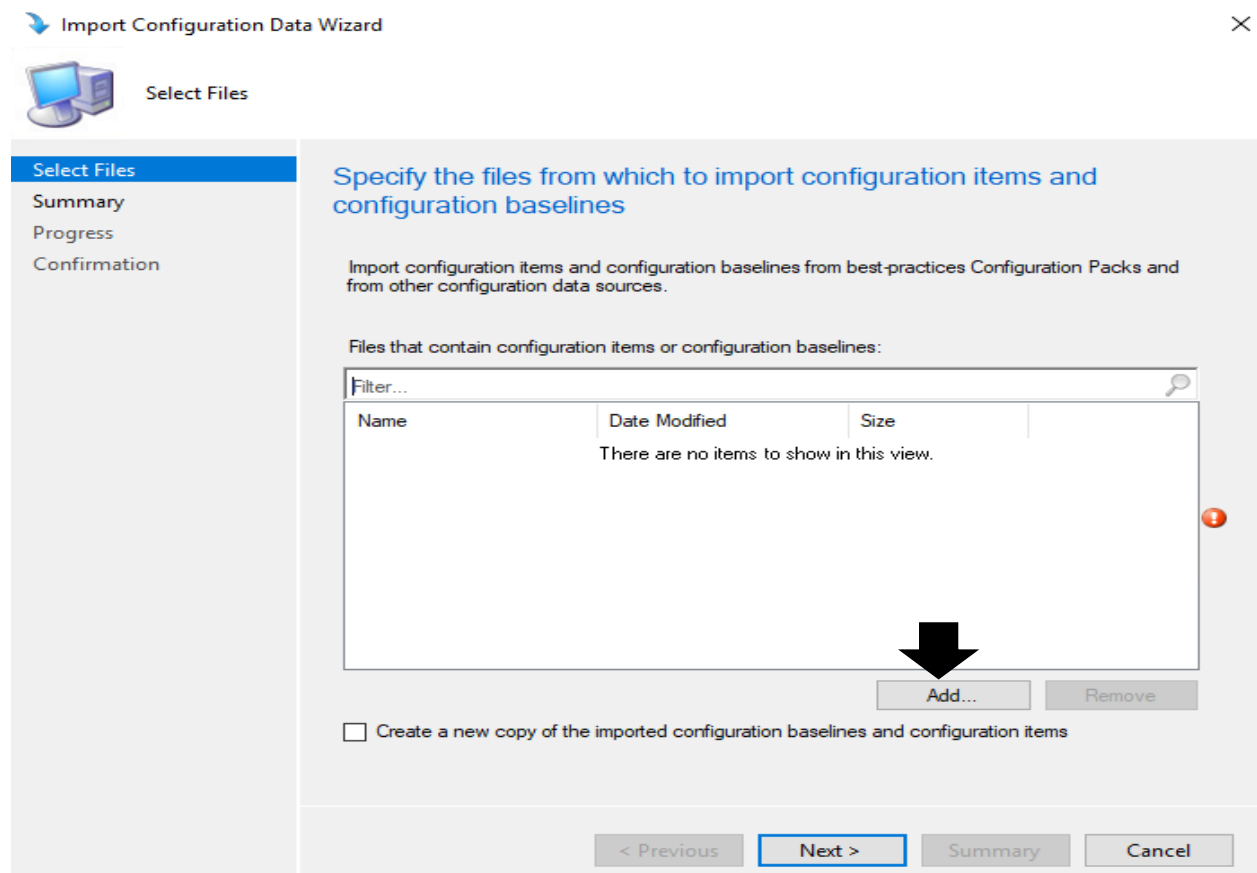 Import Configuration Data Wizard
Select Files
Select Files
Summary
Progress
Confirmation
Specify the files from which to import configuration items and
configuration baselines
Import configuration items and configuration baselines from best-practices Configuration Packs and
from other configuration data sources.
Files that contain configuration items or configuration baselines:
Filter...
Name Date Modified Size
There are no items to show in this view.
Add... Remove
Create a new copy of the imported configuration baselines and configuration items
< Previous Next > Summary Cancel